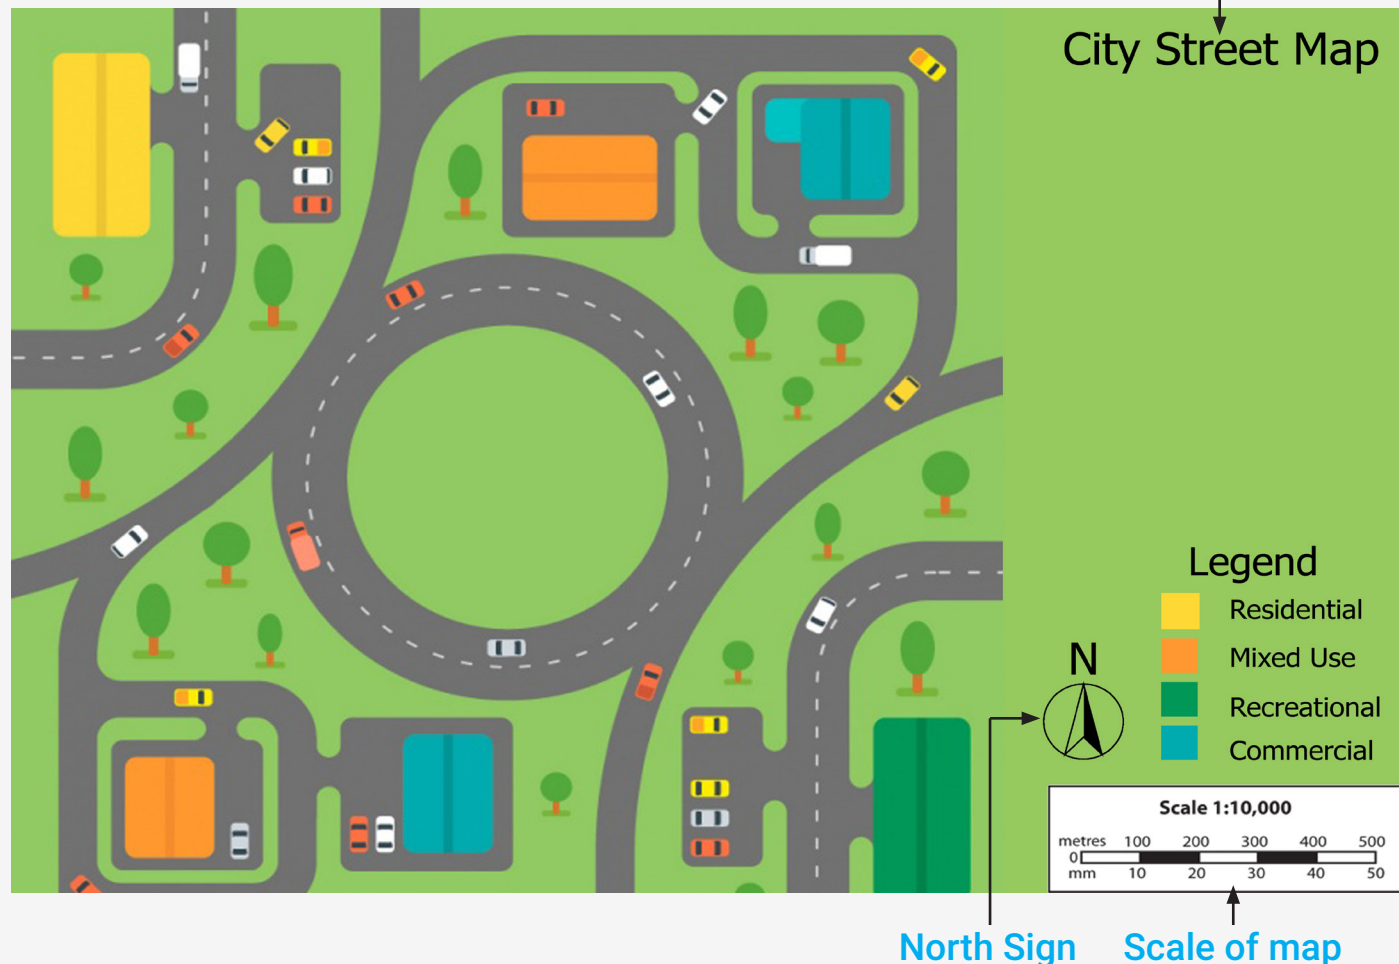 City Street Map
Legend
Residential
Mixed Use
Recreational
Commercial
N
Scale 1:10,000
metres 100 200 300 400 500
0
mm 10 20 30 40 50
North Sign
Scale of map